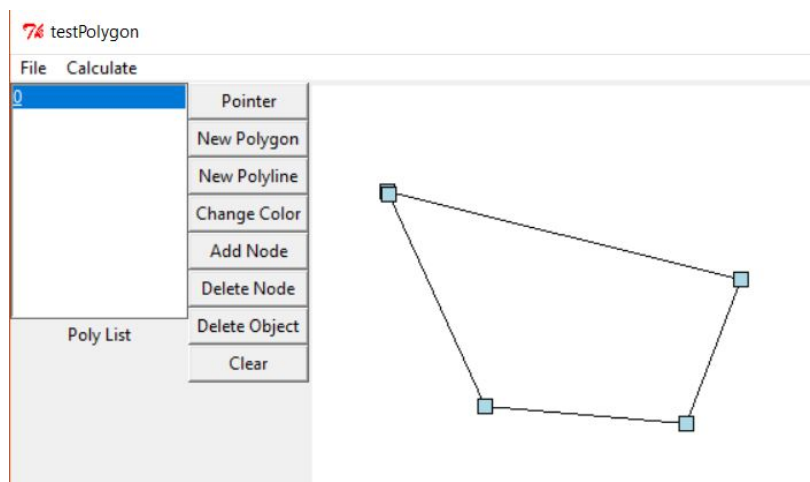 testPolygon
File Calculate
0
Pointer
New Polygon
New Polyline
Change Color
Add Node
Delete Node
Delete Object
Clear
Poly List